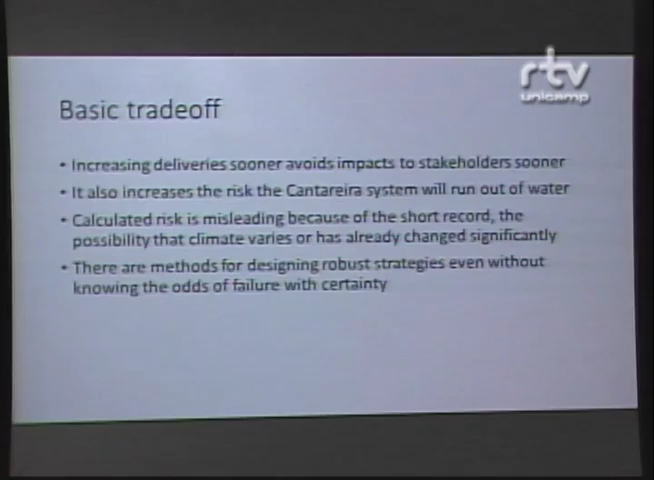 rtv
unicamp
Basic tradeoff
• Increasing deliveries sooner avoids impacts to stakeholders sooner
• It also increases the risk the Cantareira system will run out of water
• Calculated risk is misleading because of the short record, the
possibility that climate varies or has already changed significantly
• There are methods for designing robust strategies even without
knowing the odds of failure with certainty